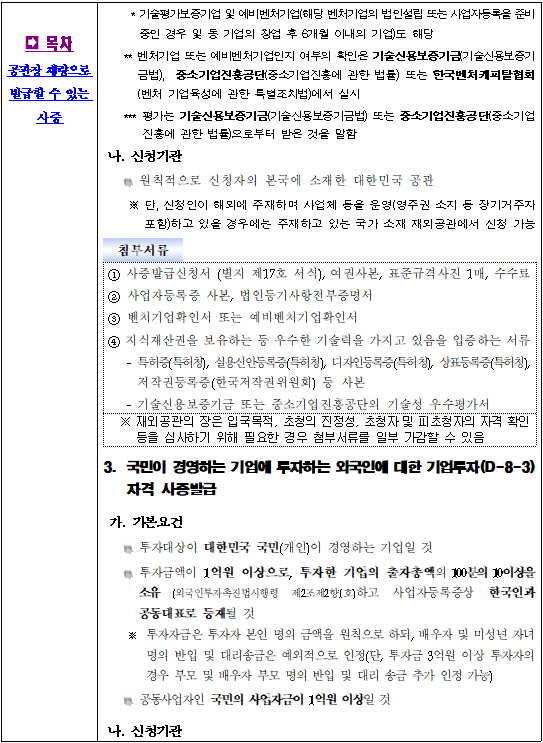 ➲ 목차
공관장 재량으로
발급할 수 있는
사증
* 기술평가보증기업 및 예비벤처기업(해당 벤처기업의 법인설립 또는 사업자등록을 준비
중인 경우 및 동 기업의 창업 후 6개월 이내의 기업)도 해당
** 벤처기업 또는 예비벤처기업인지 여부의 확인은 기술신용보증기금(기술신용보증기
금법), 중소기업진흥공단(중소기업진흥에 관한 법률) 또는 한국벤처캐피탈협회
(벤처 기업육성에 관한 특별조치법)에서 실시
*** 평가는 기술신용보증기금(기술신용보증기금법) 또는 중소기업진흥공단(중소기업
진흥에 관한 법률)으로부터 받은 것을 말함
나. 신청기관
원칙적으로 신청자의 본국에 소재한 대한민국 공관
※ 단, 신청인이 해외에 주재하며 사업체 등을 운영(영주권 소지 등 장기거주자
포함)하고 있을 경우에는 주재하고 있는 국가 소재 재외공관에서 신청 가능
첨부서류
① 사증발급신청서 (별지 제17호 서식), 여권사본, 표준규격사진 1매, 수수료
② 사업자등록증 사본, 법인등기사항전부증명서
③ 벤처기업확인서 또는 예비벤처기업확인서
④ 지식재산권을 보유하는 등 우수한 기술력을 가지고 있음을 입증하는 서류
- 특허증(특허청), 실용신안등록증(특허청), 디자인등록증(특허청), 상표등록증(특허청),
저작권등록증(한국저작권위원회) 등 사본
- 기술신용보증기금 또는 중소기업진흥공단의 기술성 우수평가서
※ 재외공관의 장은 입국목적, 초청의 진정성, 초청자 및 피초청자의 자격 확인
등을 심사하기 위해 필요한 경우 첨부서류를 일부 가감할 수 있음
3. 국민이 경영하는 기업에 투자하는 외국인에 대한 기업투자(D-8-3)
자격 사증발급
가. 기본요건
투자대상이 대한민국 국민(개인)이 경영하는 기업일 것
투자금액이 1억원 이상으로, 투자한 기업의 출자총액의 100분의 10이상을
소유 (외국인투자촉진법시행령 제2조제2항1호)하고 사업자등록증상 한국인과
공동대표로 등재될 것
※ 투자자금은 투자자 본인 명의 금액을 원칙으로 하되, 배우자 및 미성년 자녀
명의 반입 및 대리송금은 예외적으로 인정(단, 투자금 3억원 이상 투자자의
경우 부모 및 배우자 부모 명의 반입 및 대리 송금 추가 인정 가능)
공동사업자인 국민의 사업자금이 1억원 이상일 것
나. 신청기관